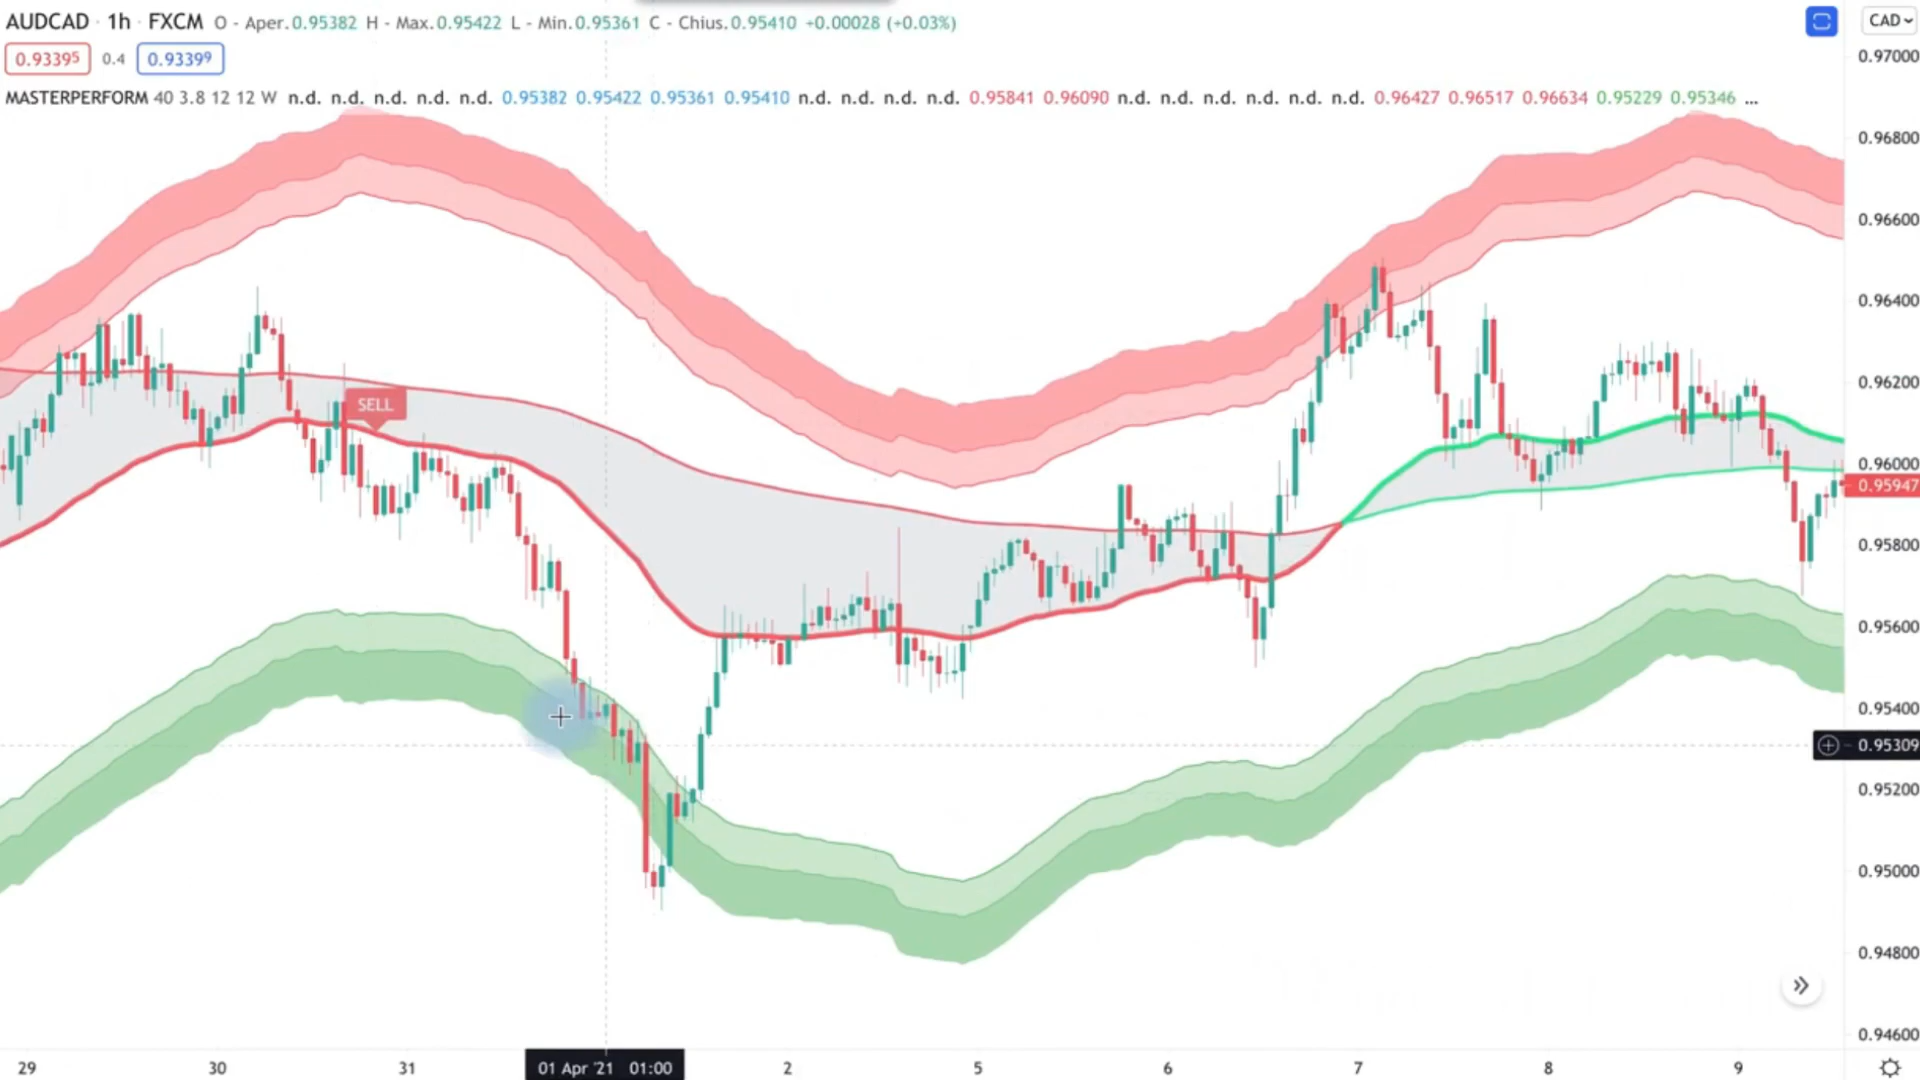 AUDCAD · 1h · FXCM O - Aper.0.95382 H - Max.0.95422 L - Min.0.95361 C - Chius.0.95410 +0.00028 (+0.03%)
CAD
0.93395 0.4 0.93399
MASTERPERFORM 40 3.8 12 12 W n.d. n.d. n.d. n.d. n.d. 0.95382 0.95422 0.95361 0.95410 n.d. n.d. n.d. n.d. 0.95841 0.96090 n.d. n.d. n.d. n.d. n.d. n.d. 0.96427 0.96517 0.96634 0.95229 0.95346 ...
0.97000
0.96800
0.96600
0.96400
0.96200
SELL
0.96000
0.95947
0.95800
0.95600
0.95400
0.95309
0.95200
0.95000
0.94800
0.94600
29 30 31 01 Apr '21 01:00 2 5 6 7 8 9